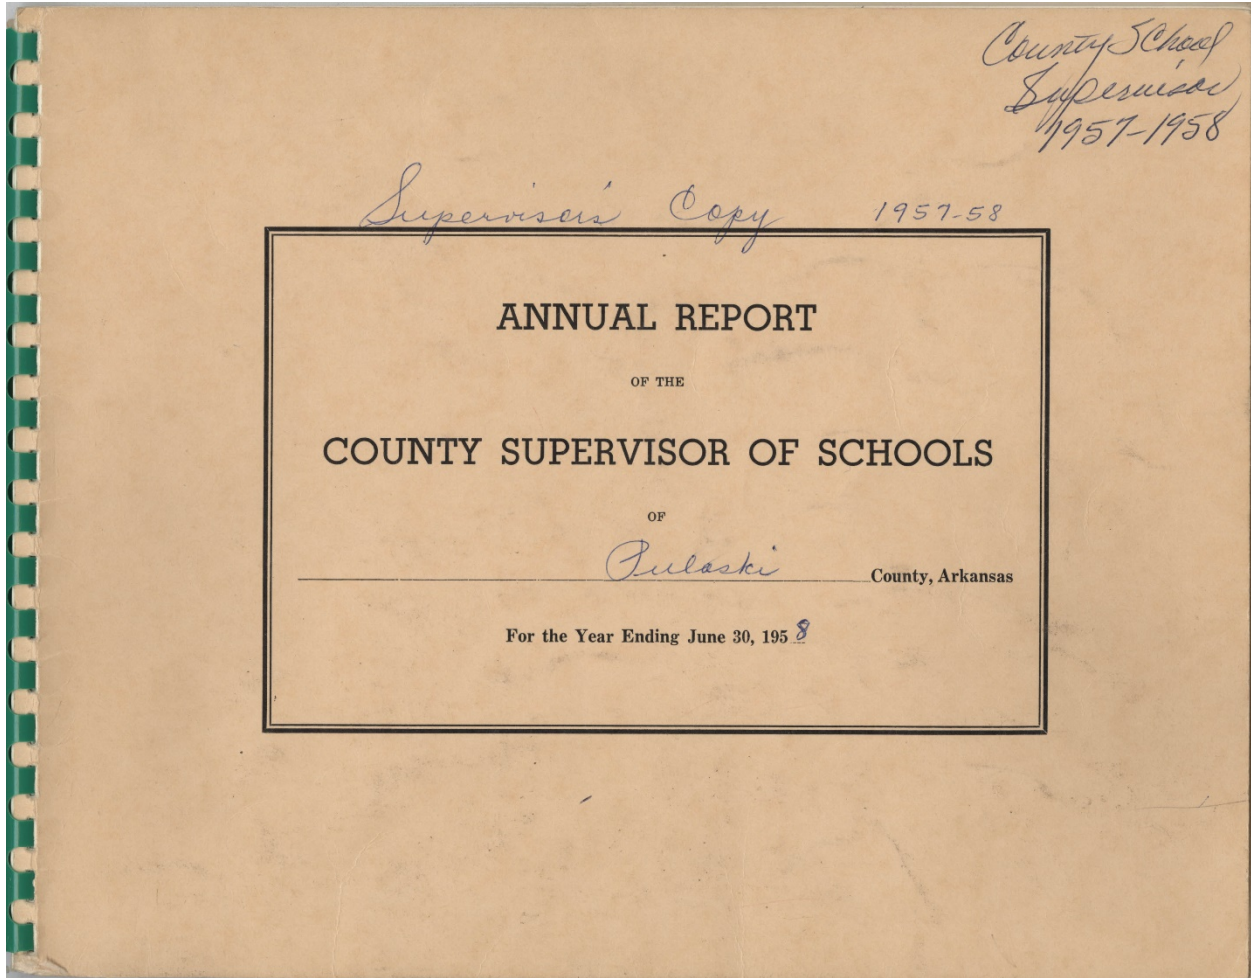 County School
Supervisor
1957-1958
Supervisor's Copy 1957-58
ANNUAL REPORT
OF THE
COUNTY SUPERVISOR OF SCHOOLS
OF
Pulaski County, Arkansas
For the Year Ending June 30, 1958